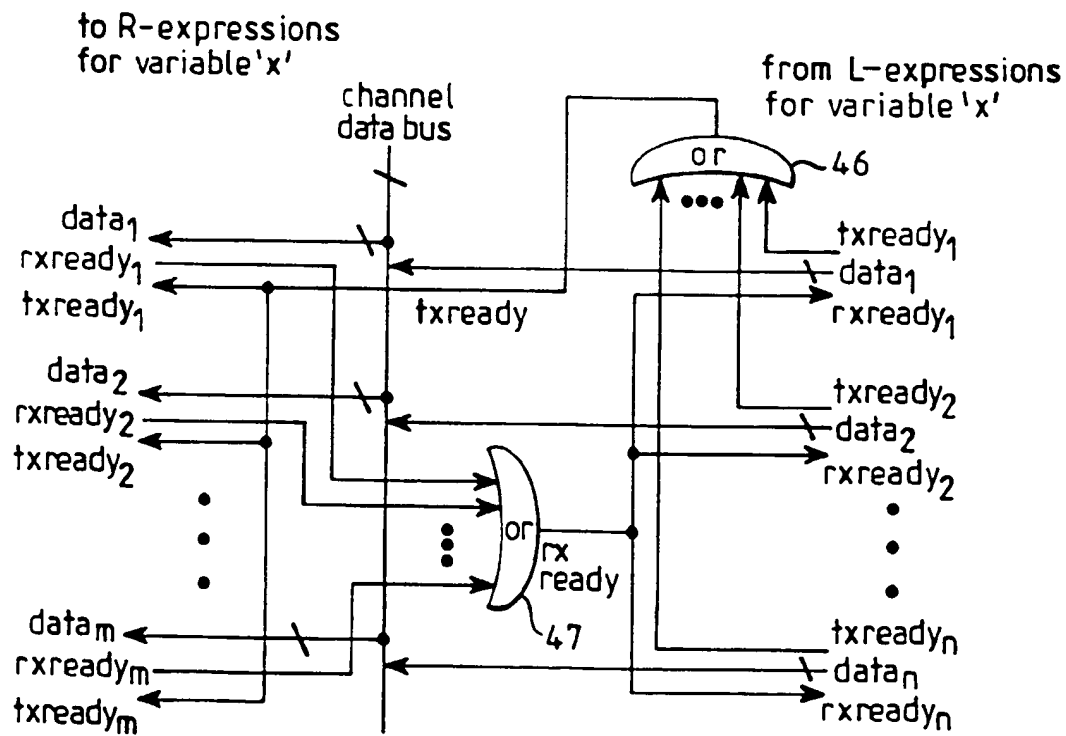 to R-expressions
for variable 'x'
from L-expressions
for variable 'x'
channel
data bus
or
46
data1
rxready1
txready1
txready
txready1
data1
rxready1
data2
rxready2
txready2
txready2
data2
rxready2
or
rx
ready
47
datam
rxreadym
txreadym
txreadyn
datan
rxreadyn